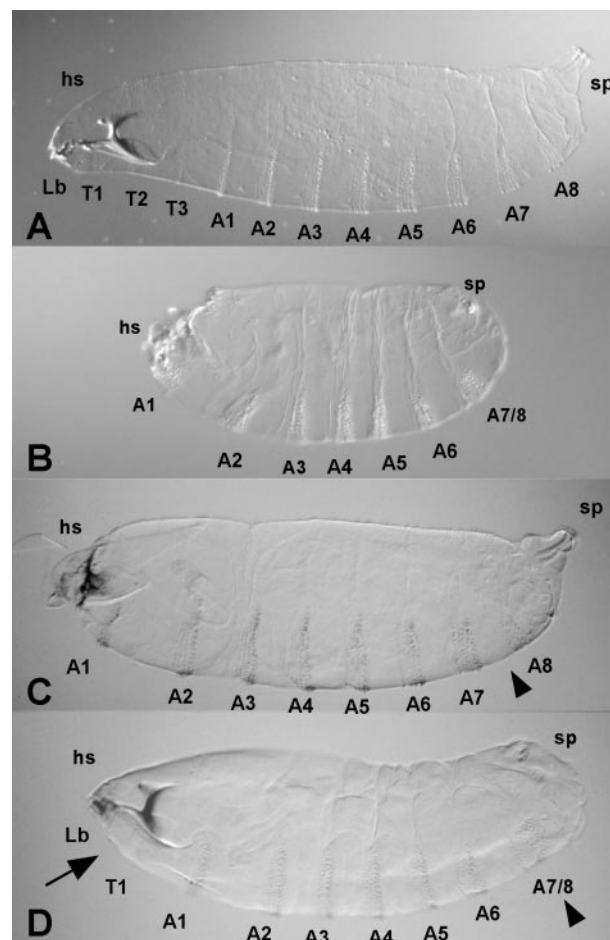 hs sp
Lb T1 T2 T3 A1 A2 A3 A4 A5 A6 A7 A8
A
hs sp
A1 A2 A3 A4 A5 A6 A7/8
B
hs sp
A1 A2 A3 A4 A5 A6 A7 A8
C
hs sp
Lb T1 A1 A2 A3 A4 A5 A6 A7/8
D